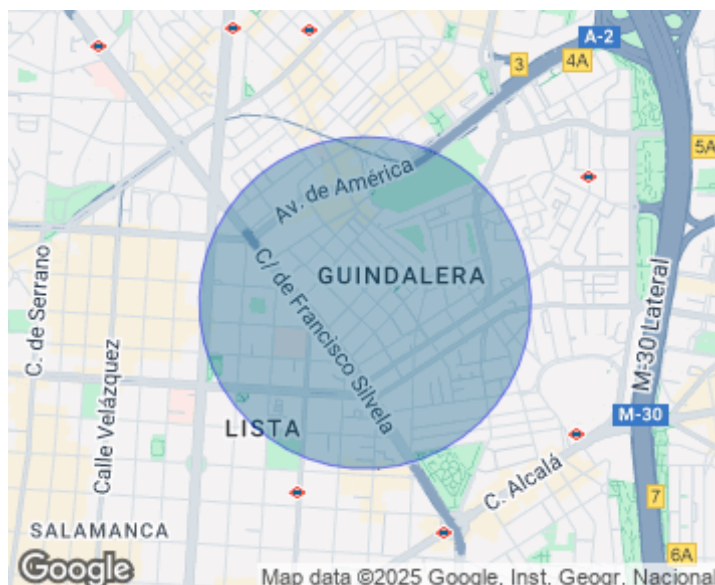 A-2
3
4A
5A
Av. de América
C/ de Francisco Silvela
GUINDALERA
C. de Serrano
Calle Velázquez
M-30 Lateral
M-30
LISTA
C. Alcalá
7
SALAMANCA
6A
Google
Map data ©2025 Google, Inst. Geogr. Nacional